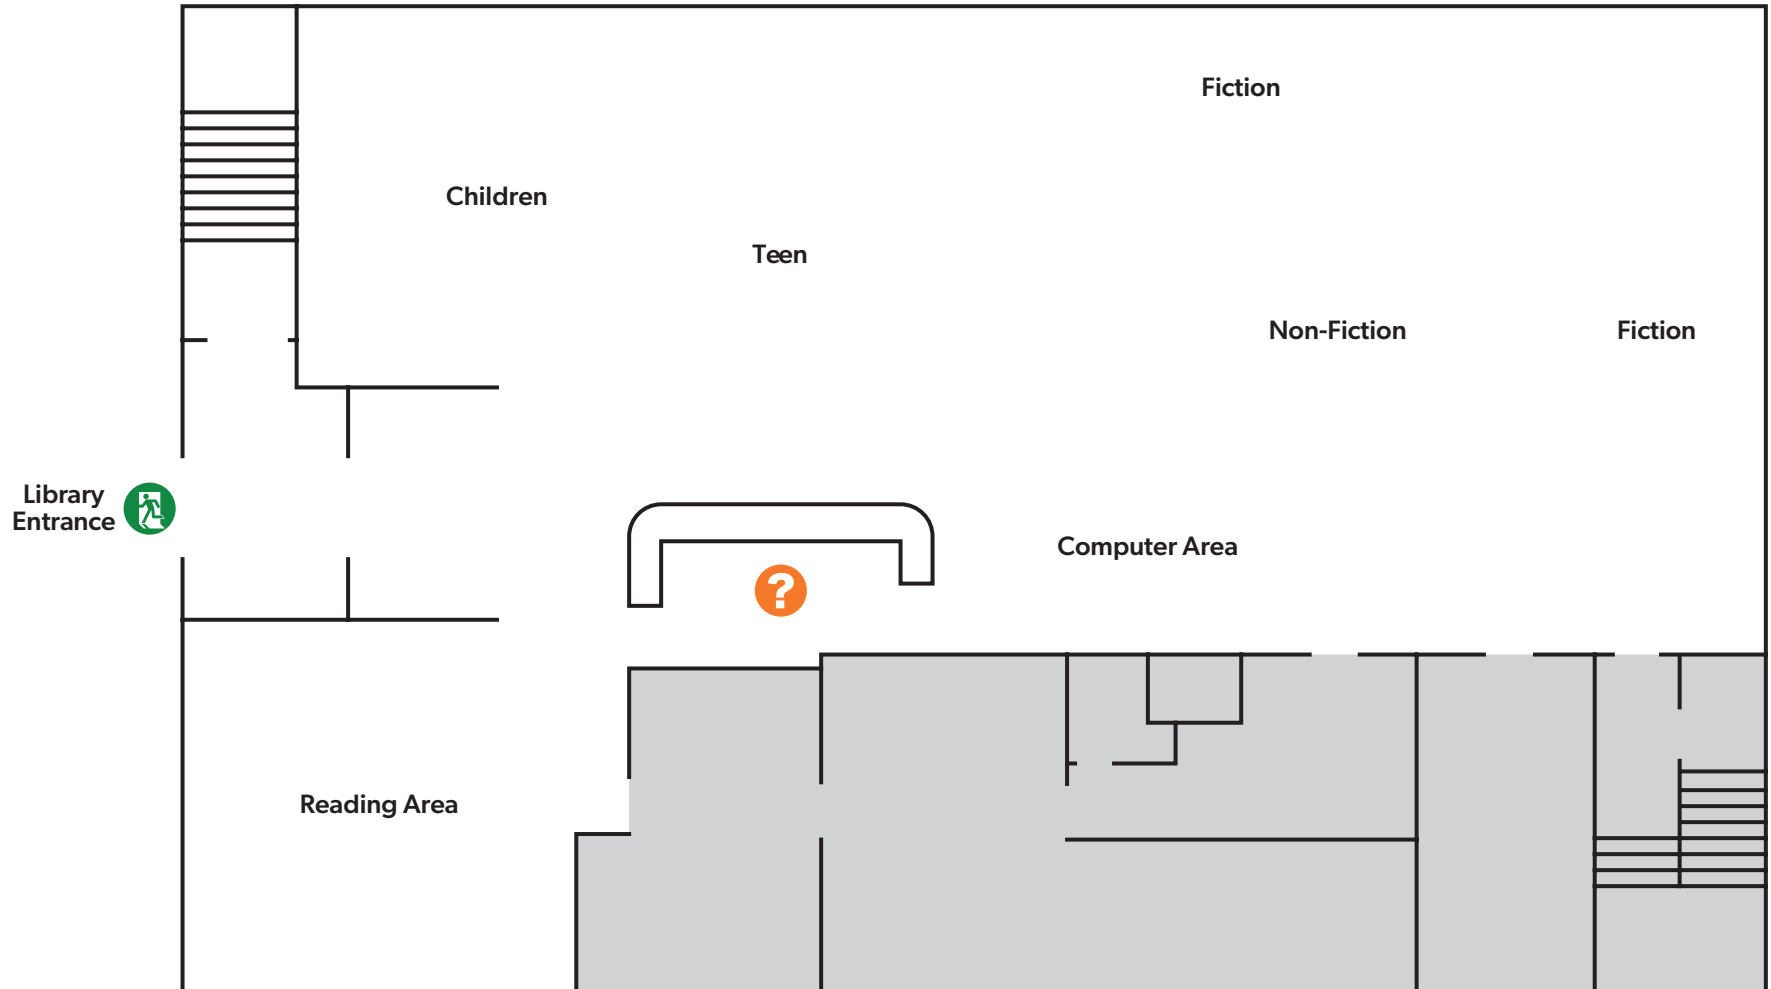 Fiction
Children
Teen
Non-Fiction
Fiction
Library
Entrance
Computer Area
?
Reading Area